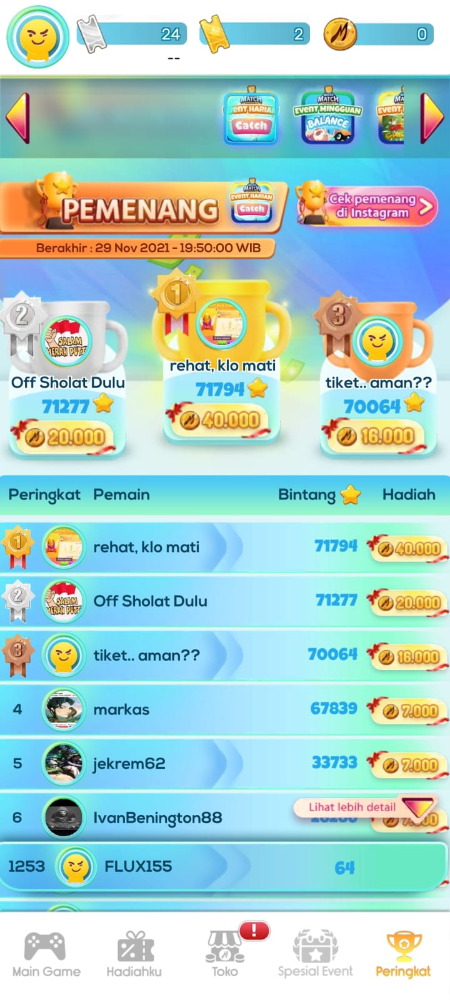 24
2
0
--
MATCH
EVENT HARIAN
Catch
MATCH
EVENT MINGGUAN
BALANCE
EVENT
PEMENANG
MATCH
EVENT HARIAN
Catch
Cek pemenang
di Instagram
Berakhir : 29 Nov 2021 - 19:50:00 WIB
1
2
3
SALAM
MERAH PUTI
rehat, klo mati
71794
40.000
Off Sholat Dulu
71277
20.000
tiket.. aman??
70064
16.000
Peringkat Pemain Bintang Hadiah
1 rehat, klo mati 71794 40.000
2 SALAM MERAH PUTI Off Sholat Dulu 71277 20.000
3 tiket.. aman?? 70064 16.000
4 markas 67839 7.000
5 jekrem62 33733 7.000
6 IvanBenington88
Lihat lebih detail
1253 FLUX155 64
!
Main Game Hadiahku Toko Spesial Event Peringkat